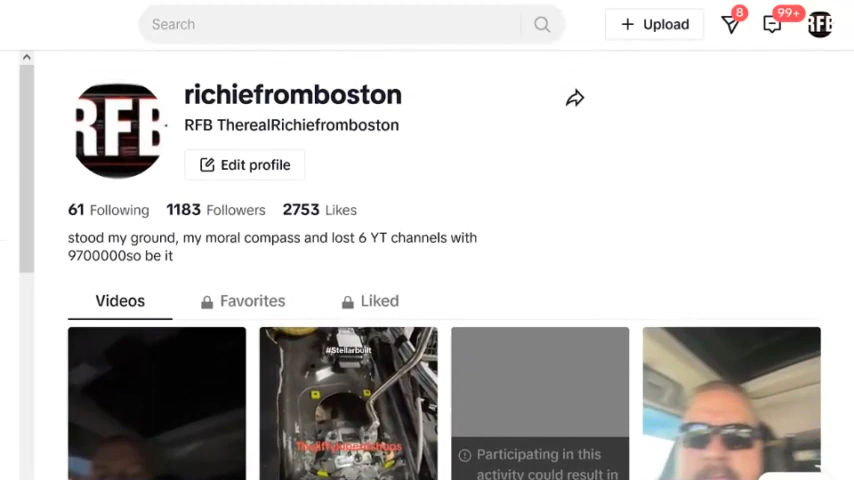 Search
Upload
8
99+
RFB
RFB
richiefromboston
RFB TherealRichiefromboston
Edit profile
61 Following 1183 Followers 2753 Likes
stood my ground, my moral compass and lost 6 YT channels with
9700000so be it
Videos Favorites Liked
#Stellarbuilt
Participating in this
activity could result in